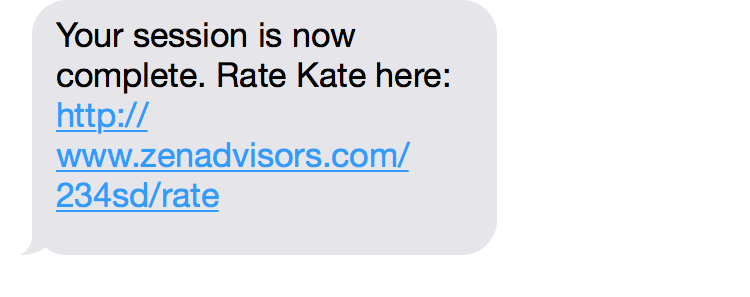 Your session is now
complete. Rate Kate here:
http://
www.zenadvisors.com/
234sd/rate